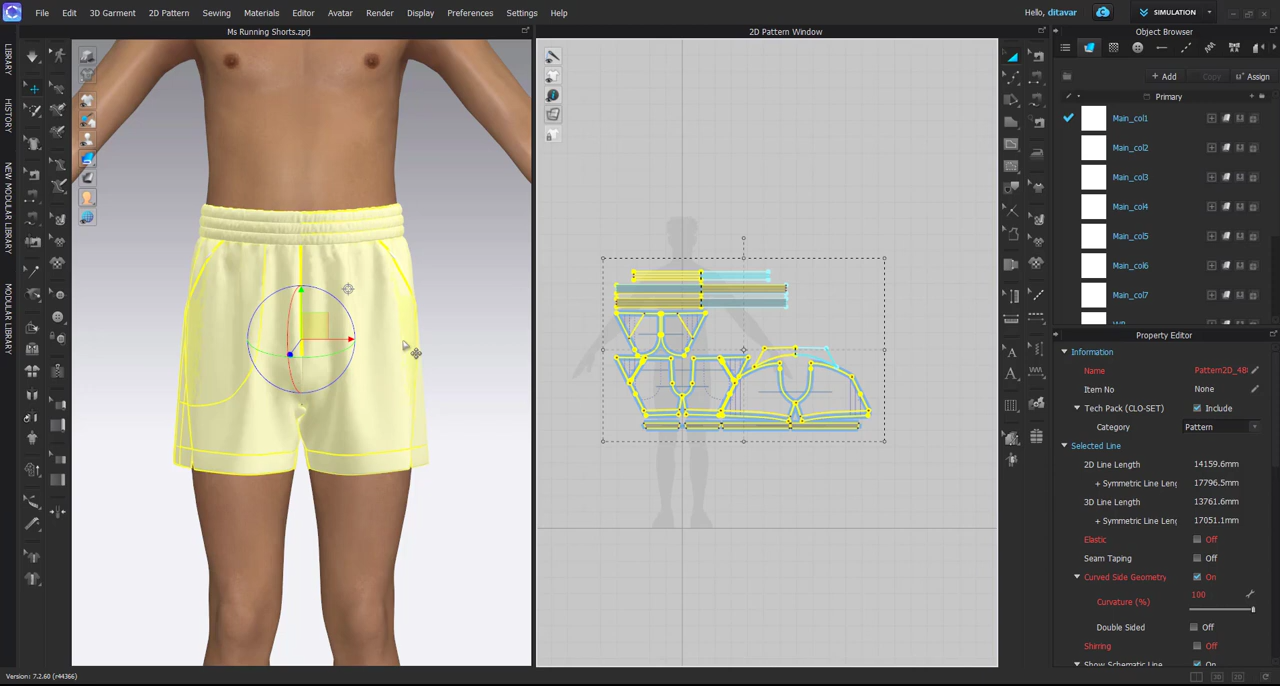 File Edit 3D Garment 2D Pattern Sewing Materials Editor Avatar Render Display Preferences Settings Help
Hello, ditavar
SIMULATION
Ms Running Shorts.zprj
2D Pattern Window
Object Browser
LIBRARY
HISTORY
NEW MODULAR LIBRARY
MODULAR LIBRARY
+ Add Copy Assign
Primary
Main_col1
Main_col2
Main_col3
Main_col4
Main_col5
Main_col6
Main_col7
Property Editor
Information
Name Pattern2D_48
Item No None
Tech Pack (CLO-SET) Include
Category Pattern
Selected Line
2D Line Length 14159.6mm
+ Symmetric Line Leng 17796.5mm
3D Line Length 13761.6mm
+ Symmetric Line Leng 17051.1mm
Elastic Off
Seam Taping Off
Curved Side Geometry On
Curvature (%) 100
Double Sided Off
Shirring Off
Show Schematic Line On
Version: 7.2.60 (r44366)
3D
2D